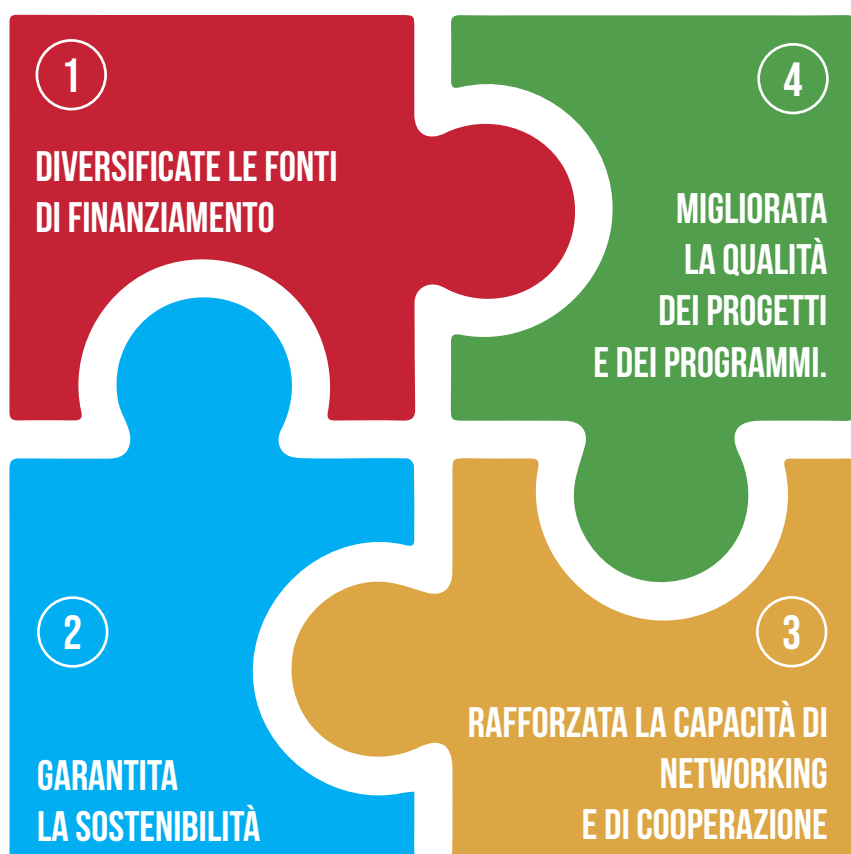 1
DIVERSIFICATE LE FONTI
DI FINANZIAMENTO
2
GARANTITA
LA SOSTENIBILITÀ
3
RAFFORZATA LA CAPACITÀ DI
NETWORKING
E DI COOPERAZIONE
4
MIGLIORATA
LA QUALITÀ
DEI PROGETTI
E DEI PROGRAMMI.